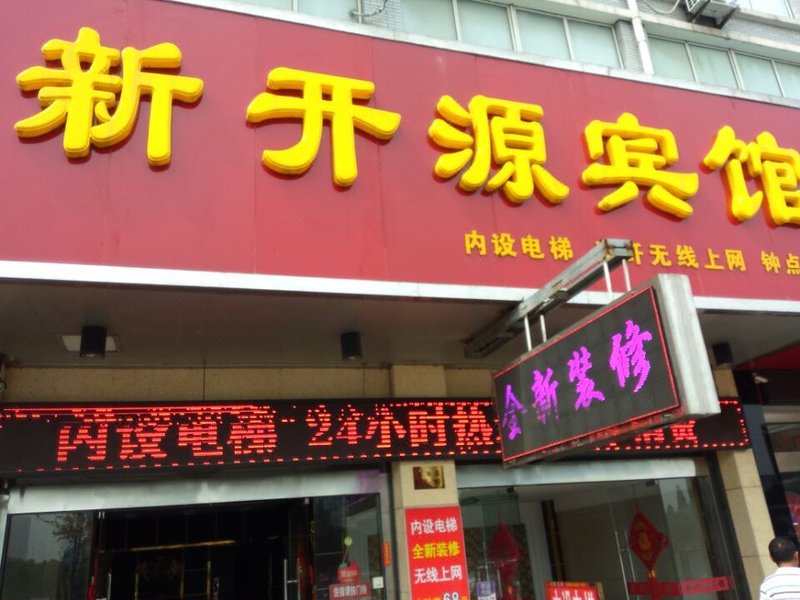 新开源宾馆
内设电梯 无线上网 钟点
全新装修
内设电梯 24小时热
内设电梯
全新装修
无线上网
68